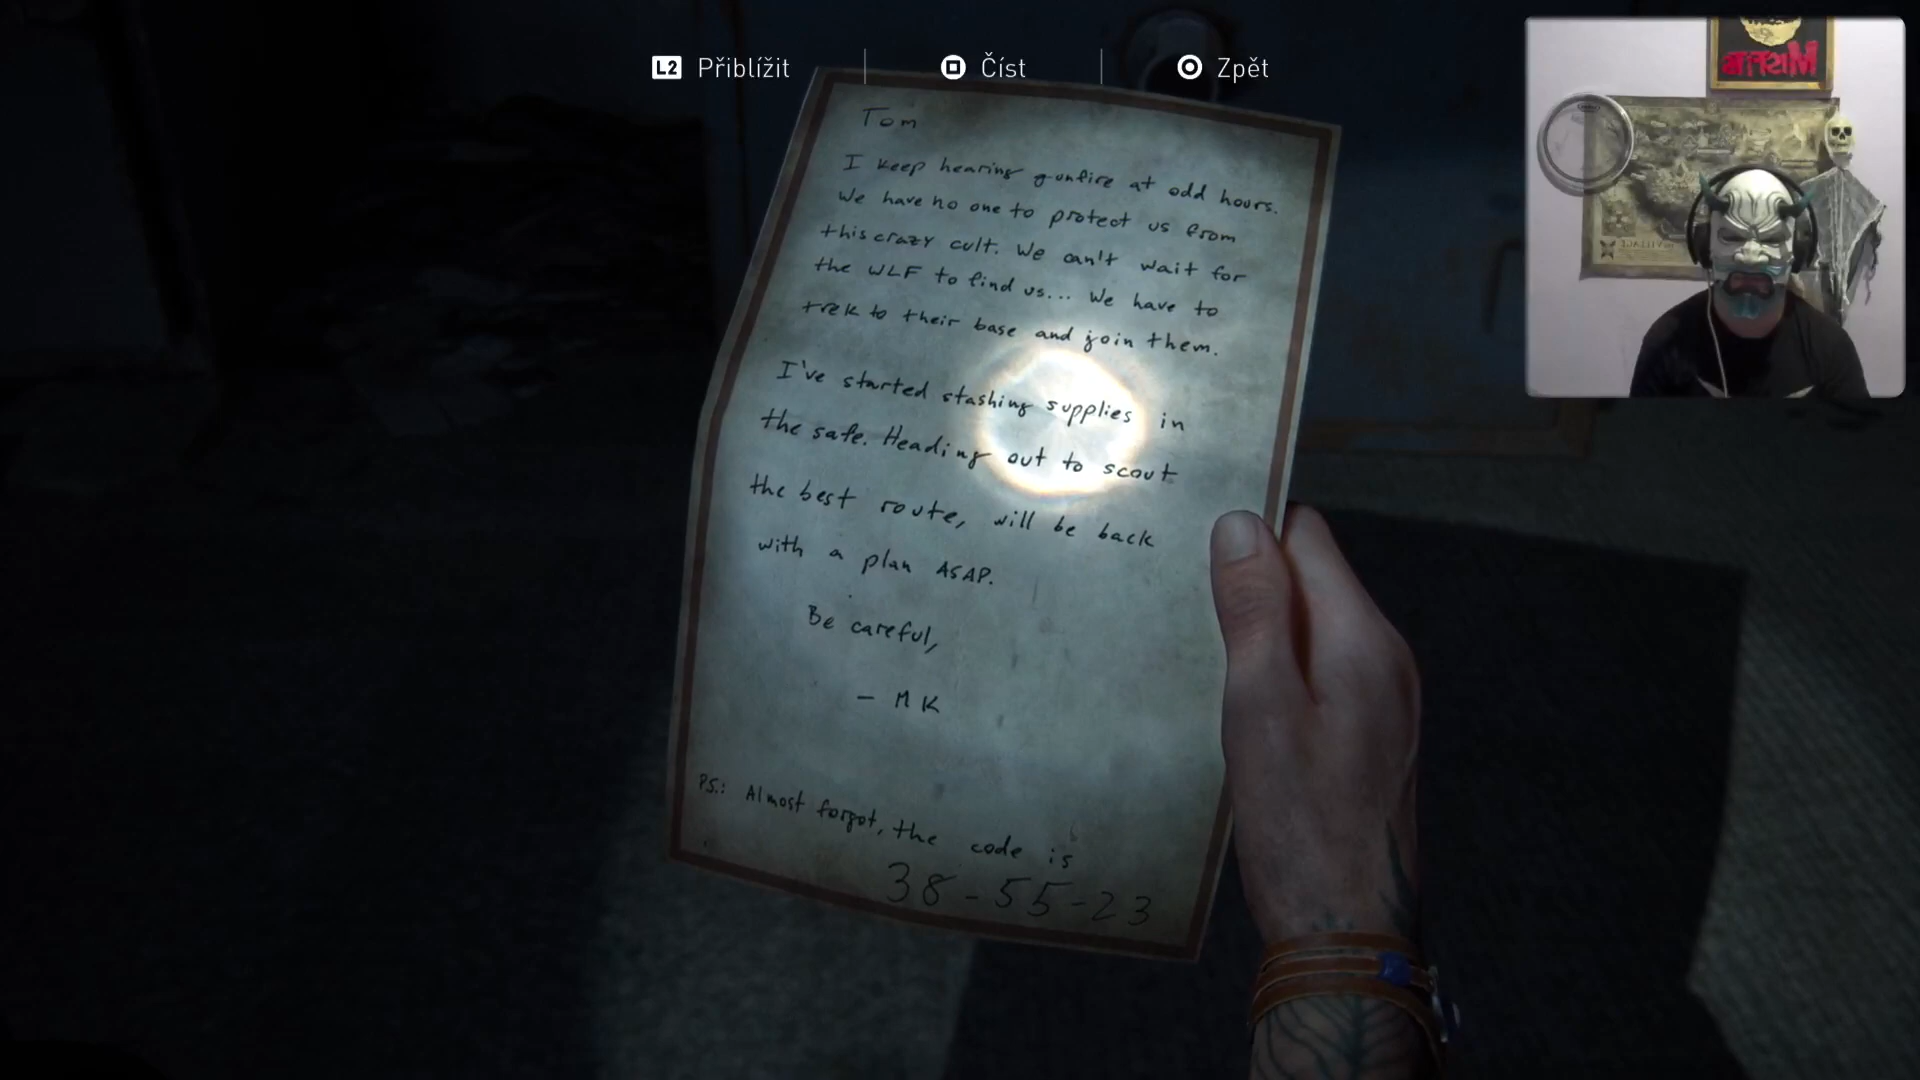 L2 Přiblížit
Číst
Zpět
Tom
I keep hearing gunfire at odd hours.
We have no one to protect us from
this crazy cult. We can't wait for
the WLF to find us... We have to
trek to their base and join them.
I've started stashing supplies in
the safe. Heading out to scout
the best route, will be back
with a plan ASAP.
Be careful,
- MK
PS.: Almost forgot, the code is
38-55-23